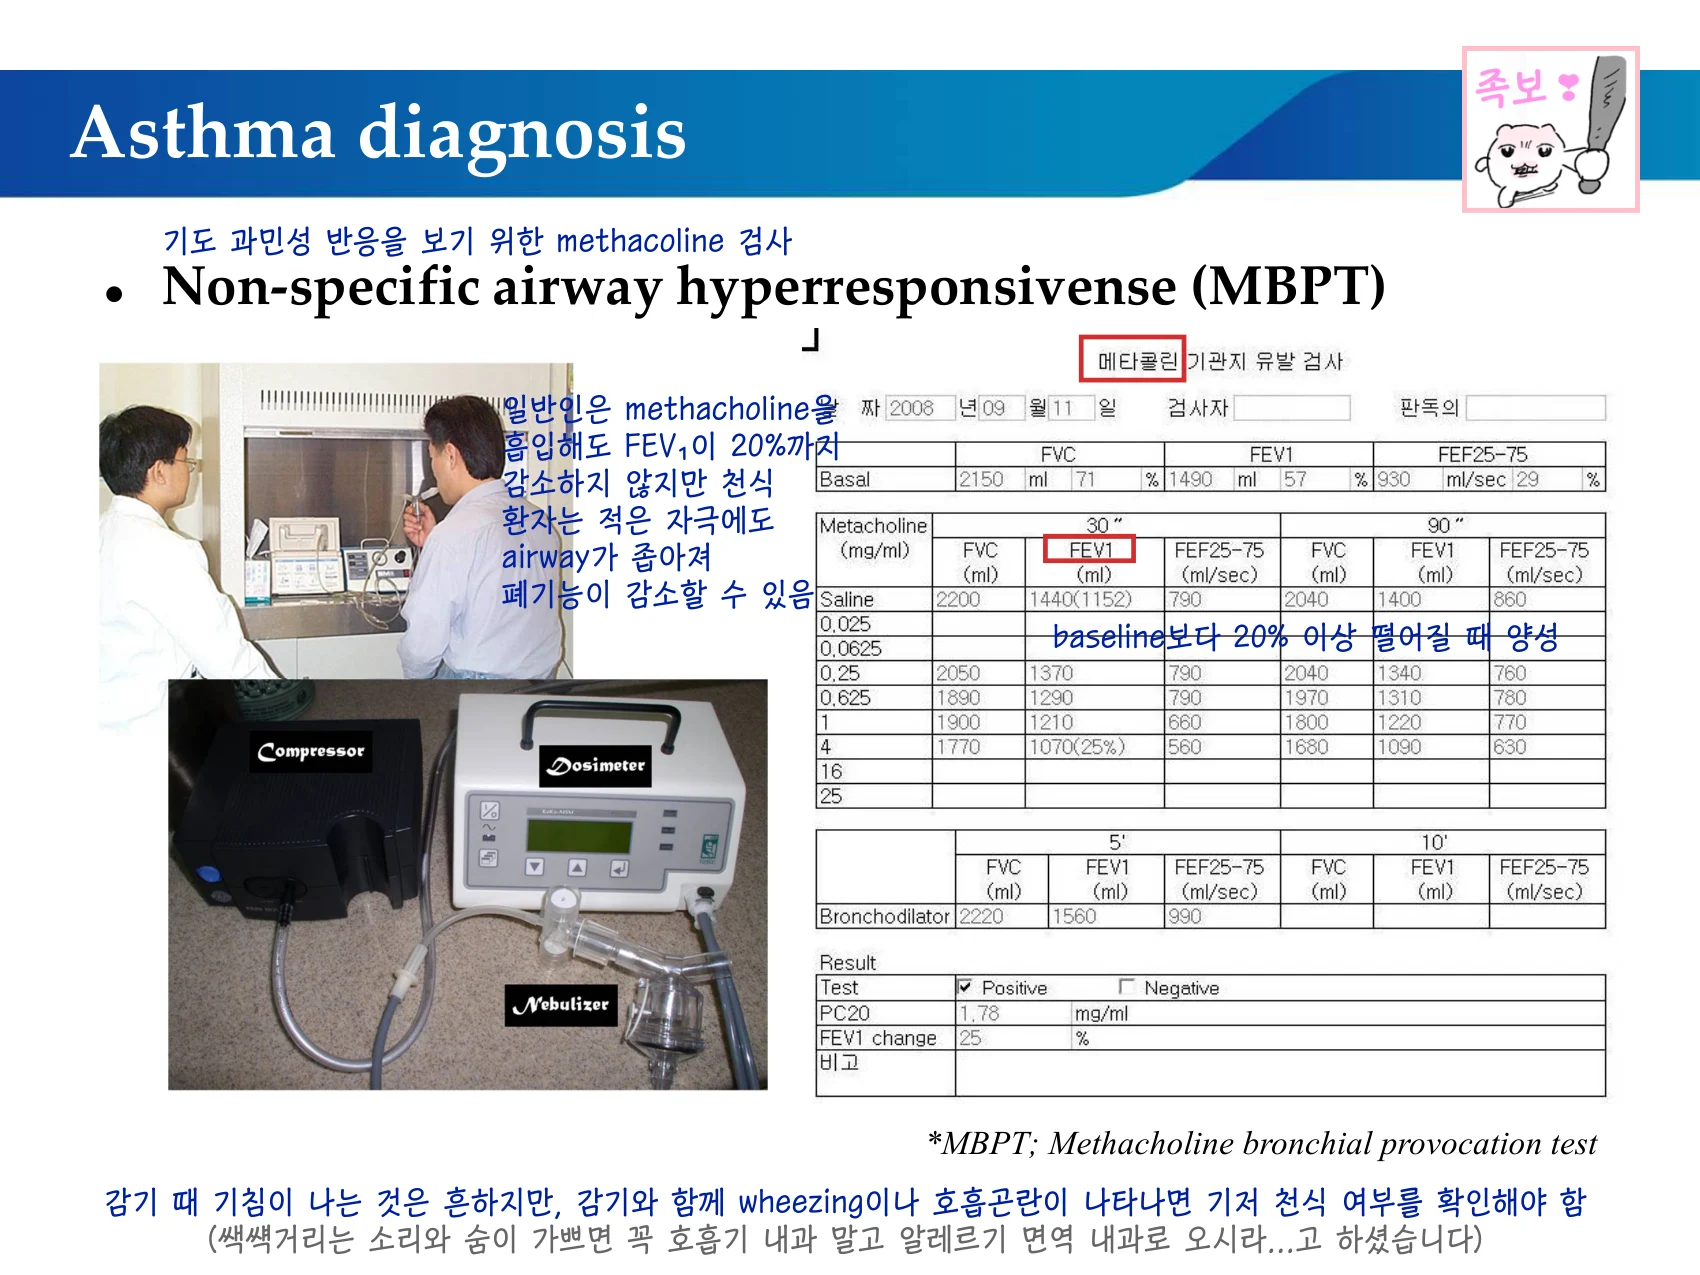 족보❣
Asthma diagnosis
기도 과민성 반응을 보기 위한 methacoline 검사
• Non-specific airway hyperresponsivense (MBPT)
일반인은 methacholine을
흡입해도 FEV₁이 20%까지
감소하지 않지만 천식
환자는 적은 자극에도
airway가 좁아져
폐기능이 감소할 수 있음
Compressor
Dosimeter
Nebulizer
메타콜린 기관지 유발 검사
짜 2008 년 09 월 11 일 검사자 판독의
FVC FEV1 FEF25-75
Basal 2150 ml 71 % 1490 ml 57 % 930 ml/sec 29 %
Metacholine 30" 90"
(mg/ml) FVC FEV1 FEF25-75 FVC FEV1 FEF25-75
(ml) (ml) (ml/sec) (ml) (ml) (ml/sec)
Saline 2200 1440(1152) 790 2040 1400 860
0,025
baseline보다 20% 이상 떨어질 때 양성
0,0625
0,25 2050 1370 790 2040 1340 760
0,625 1890 1290 790 1970 1310 780
1 1900 1210 660 1800 1220 770
4 1770 1070(25%) 560 1680 1090 630
16
25
5' 10'
FVC FEV1 FEF25-75 FVC FEV1 FEF25-75
(ml) (ml) (ml/sec) (ml) (ml) (ml/sec)
Bronchodilator 2220 1560 990
Result
Test Positive Negative
PC20 1,78 mg/ml
FEV1 change 25 %
비고
*MBPT; Methacholine bronchial provocation test
감기 때 기침이 나는 것은 흔하지만, 감기와 함께 wheezing이나 호흡곤란이 나타나면 기저 천식 여부를 확인해야 함
(쌕쌕거리는 소리와 숨이 가쁘면 꼭 호흡기 내과 말고 알레르기 면역 내과로 오시라...고 하셨습니다)